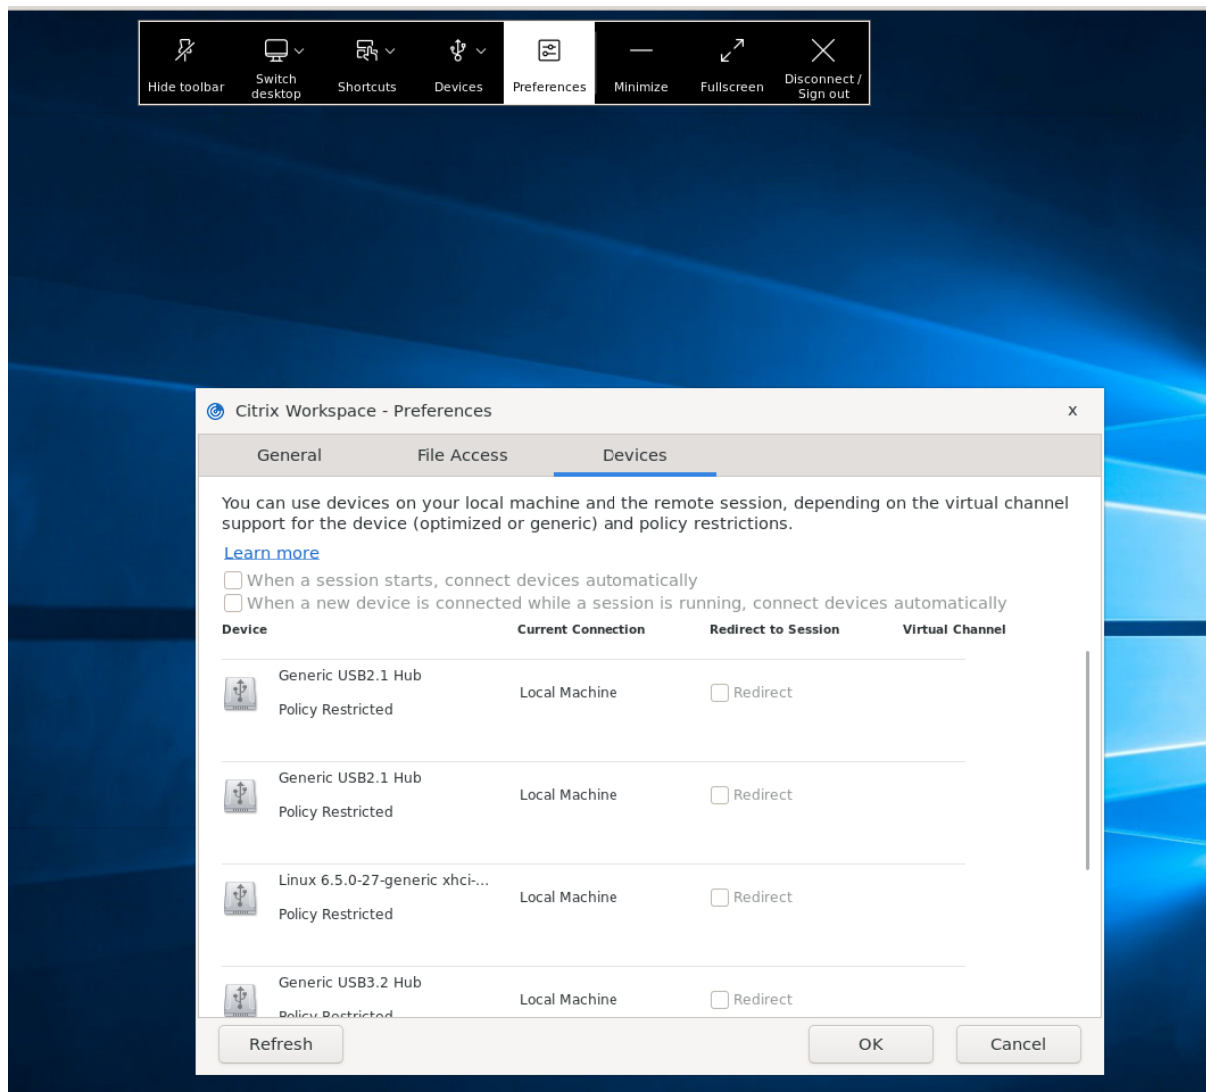 Hide toolbar
Switch desktop
Shortcuts
Devices
Preferences
Minimize
Fullscreen
Disconnect / Sign out
Citrix Workspace - Preferences
x
General
File Access
Devices
You can use devices on your local machine and the remote session, depending on the virtual channel
support for the device (optimized or generic) and policy restrictions.
Learn more
When a session starts, connect devices automatically
When a new device is connected while a session is running, connect devices automatically
Device Current Connection Redirect to Session Virtual Channel
Generic USB2.1 Hub
Local Machine Redirect
Policy Restricted
Generic USB2.1 Hub
Local Machine Redirect
Policy Restricted
Linux 6.5.0-27-generic xhci-...
Local Machine Redirect
Policy Restricted
Generic USB3.2 Hub
Local Machine Redirect
Policy Restricted
Refresh OK Cancel